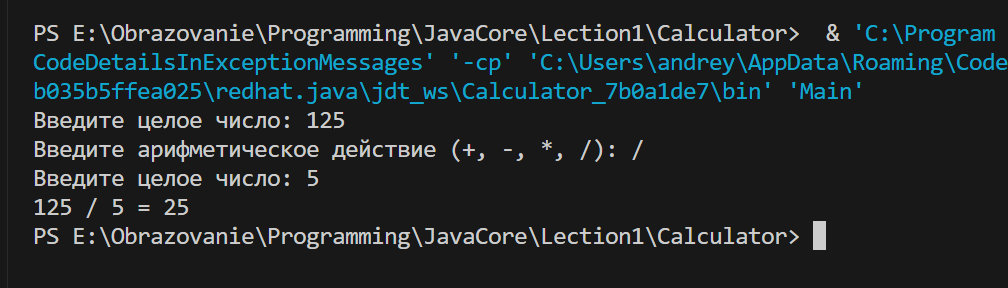 PS E:\Obrazovanie\Programming\JavaCore\Lection1\Calculator>  & 'C:\Program
CodeDetailsInExceptionMessages' '-cp' 'C:\Users\andrey\AppData\Roaming\Code
b035b5ffea025\redhat.java\jdt_ws\Calculator_7b0a1de7\bin' 'Main'
Введите целое число: 125
Введите арифметическое действие (+, -, *, /): /
Введите целое число: 5
125 / 5 = 25
PS E:\Obrazovanie\Programming\JavaCore\Lection1\Calculator>